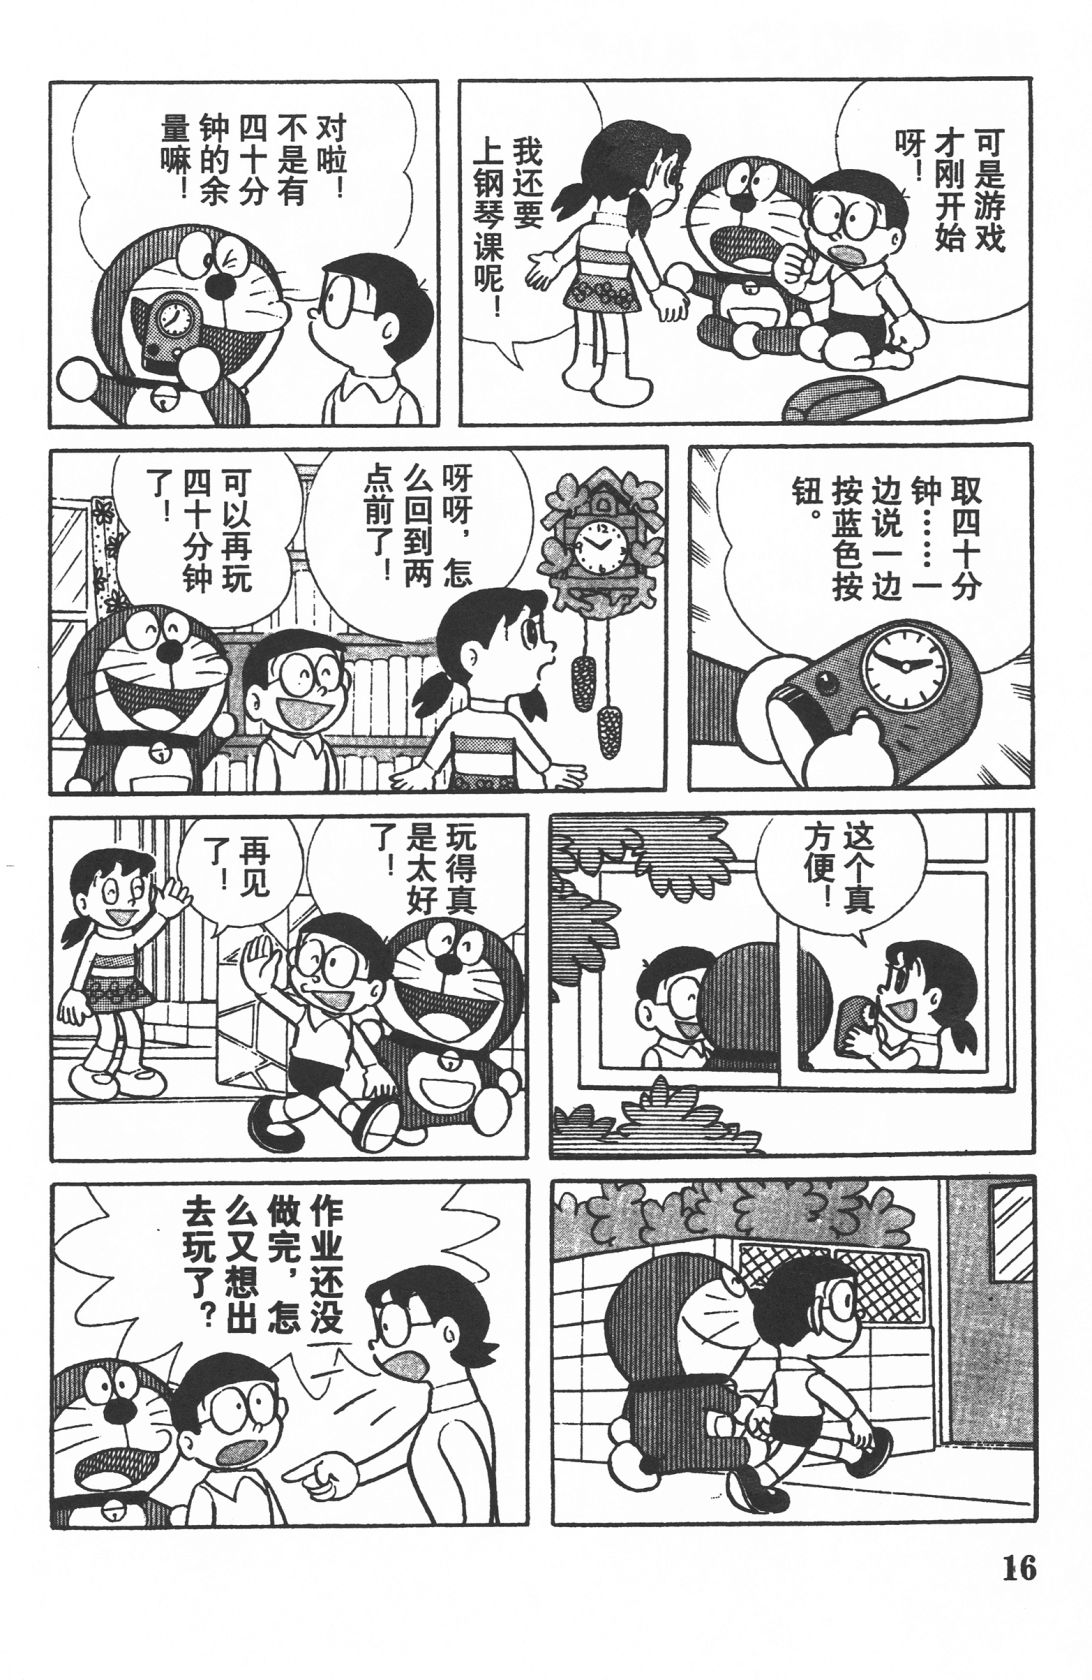 可是游戏
才刚开始
呀！
我还要
上钢琴课呢！
对啦！
不是有
四十分
钟的余
量嘛！
取四十分
钟……一
边说一边
按蓝色按
钮。
12
呀呀，怎
么回到两
点前了！
可以再玩
四十分钟
了！
这个真
方便！
玩得真
是太好
了！
再见
了！
作业还没
做完，怎
么又想出
去玩了？
16